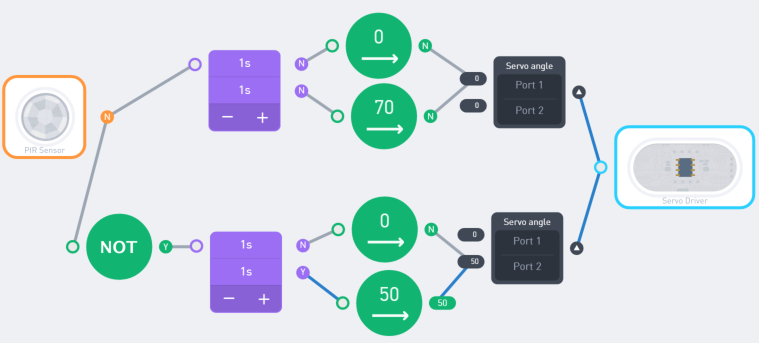 PIR Sensor
N
1s
1s
− +
N
N
0
70
N
N
0
0
Servo angle
Port 1
Port 2
Servo Driver
NOT
Y
1s
1s
− +
N
Y
0
50
N
50
0
50
Servo angle
Port 1
Port 2